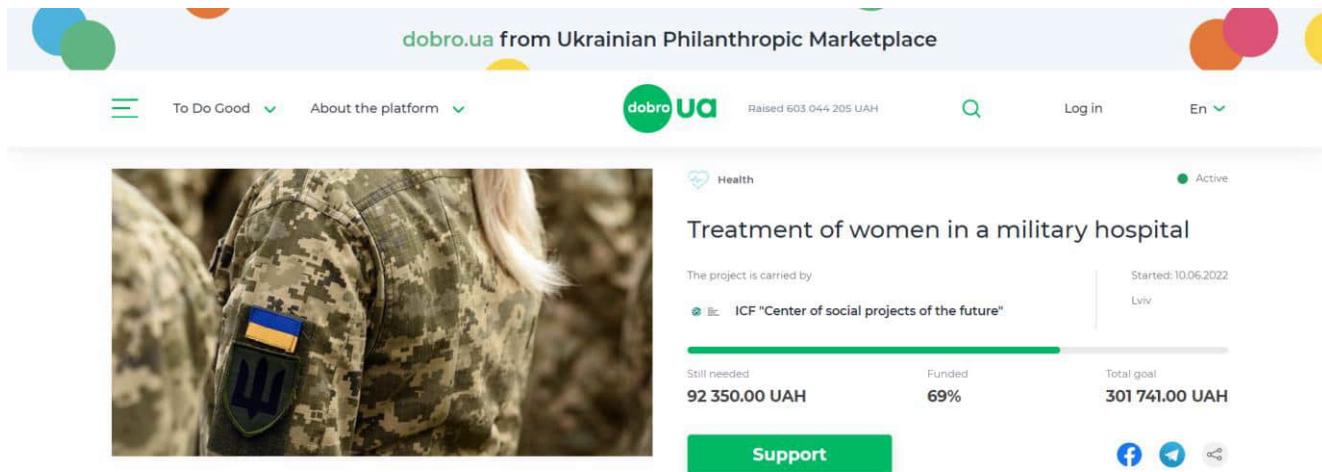 dobro.ua from Ukrainian Philanthropic Marketplace
To Do Good About the platform dobro ua Raised 603 044 205 UAH Log in En
Health Active
Treatment of women in a military hospital
The project is carried by Started: 10.06.2022
Lviv
ICF "Center of social projects of the future"
Still needed Funded Total goal
92 350.00 UAH 69% 301 741.00 UAH
Support